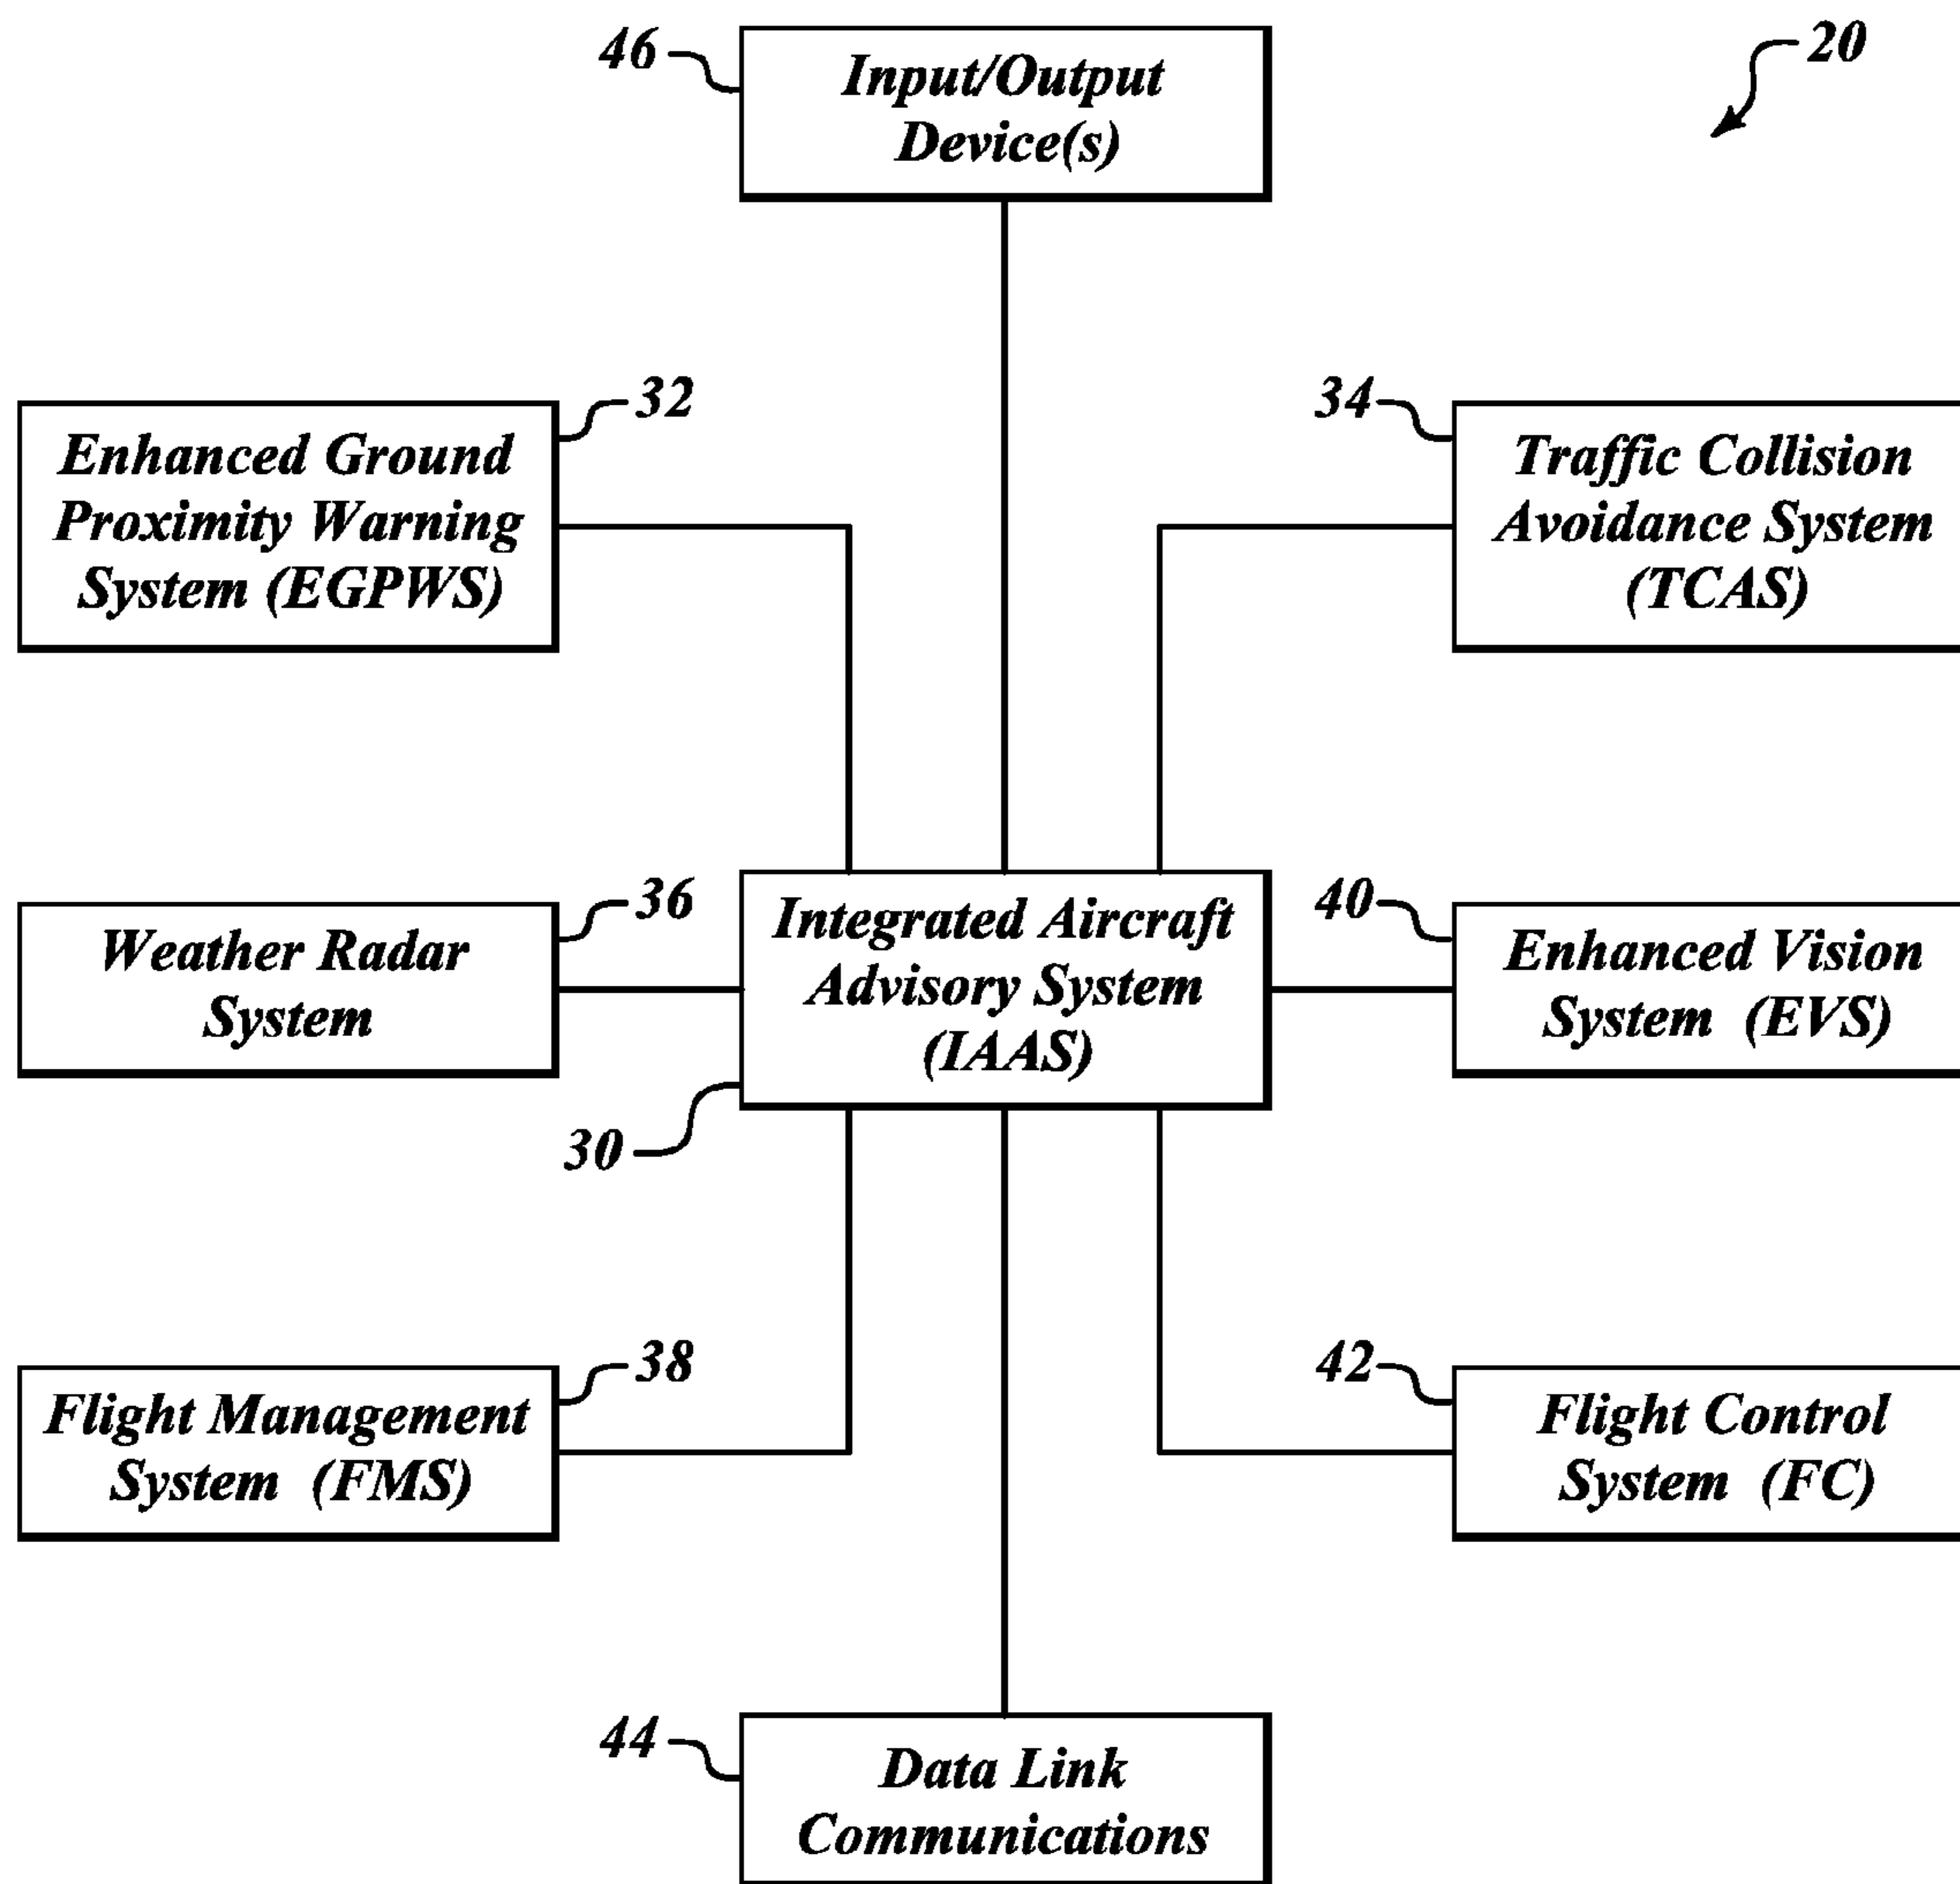 46
Input/Output
Device(s)
20
32
Enhanced Ground
Proximity Warning
System (EGPWS)
34
Traffic Collision
Avoidance System
(TCAS)
36
Weather Radar
System
Integrated Aircraft
Advisory System
(IAAS)
30
40
Enhanced Vision
System (EVS)
38
Flight Management
System (FMS)
42
Flight Control
System (FC)
44
Data Link
Communications